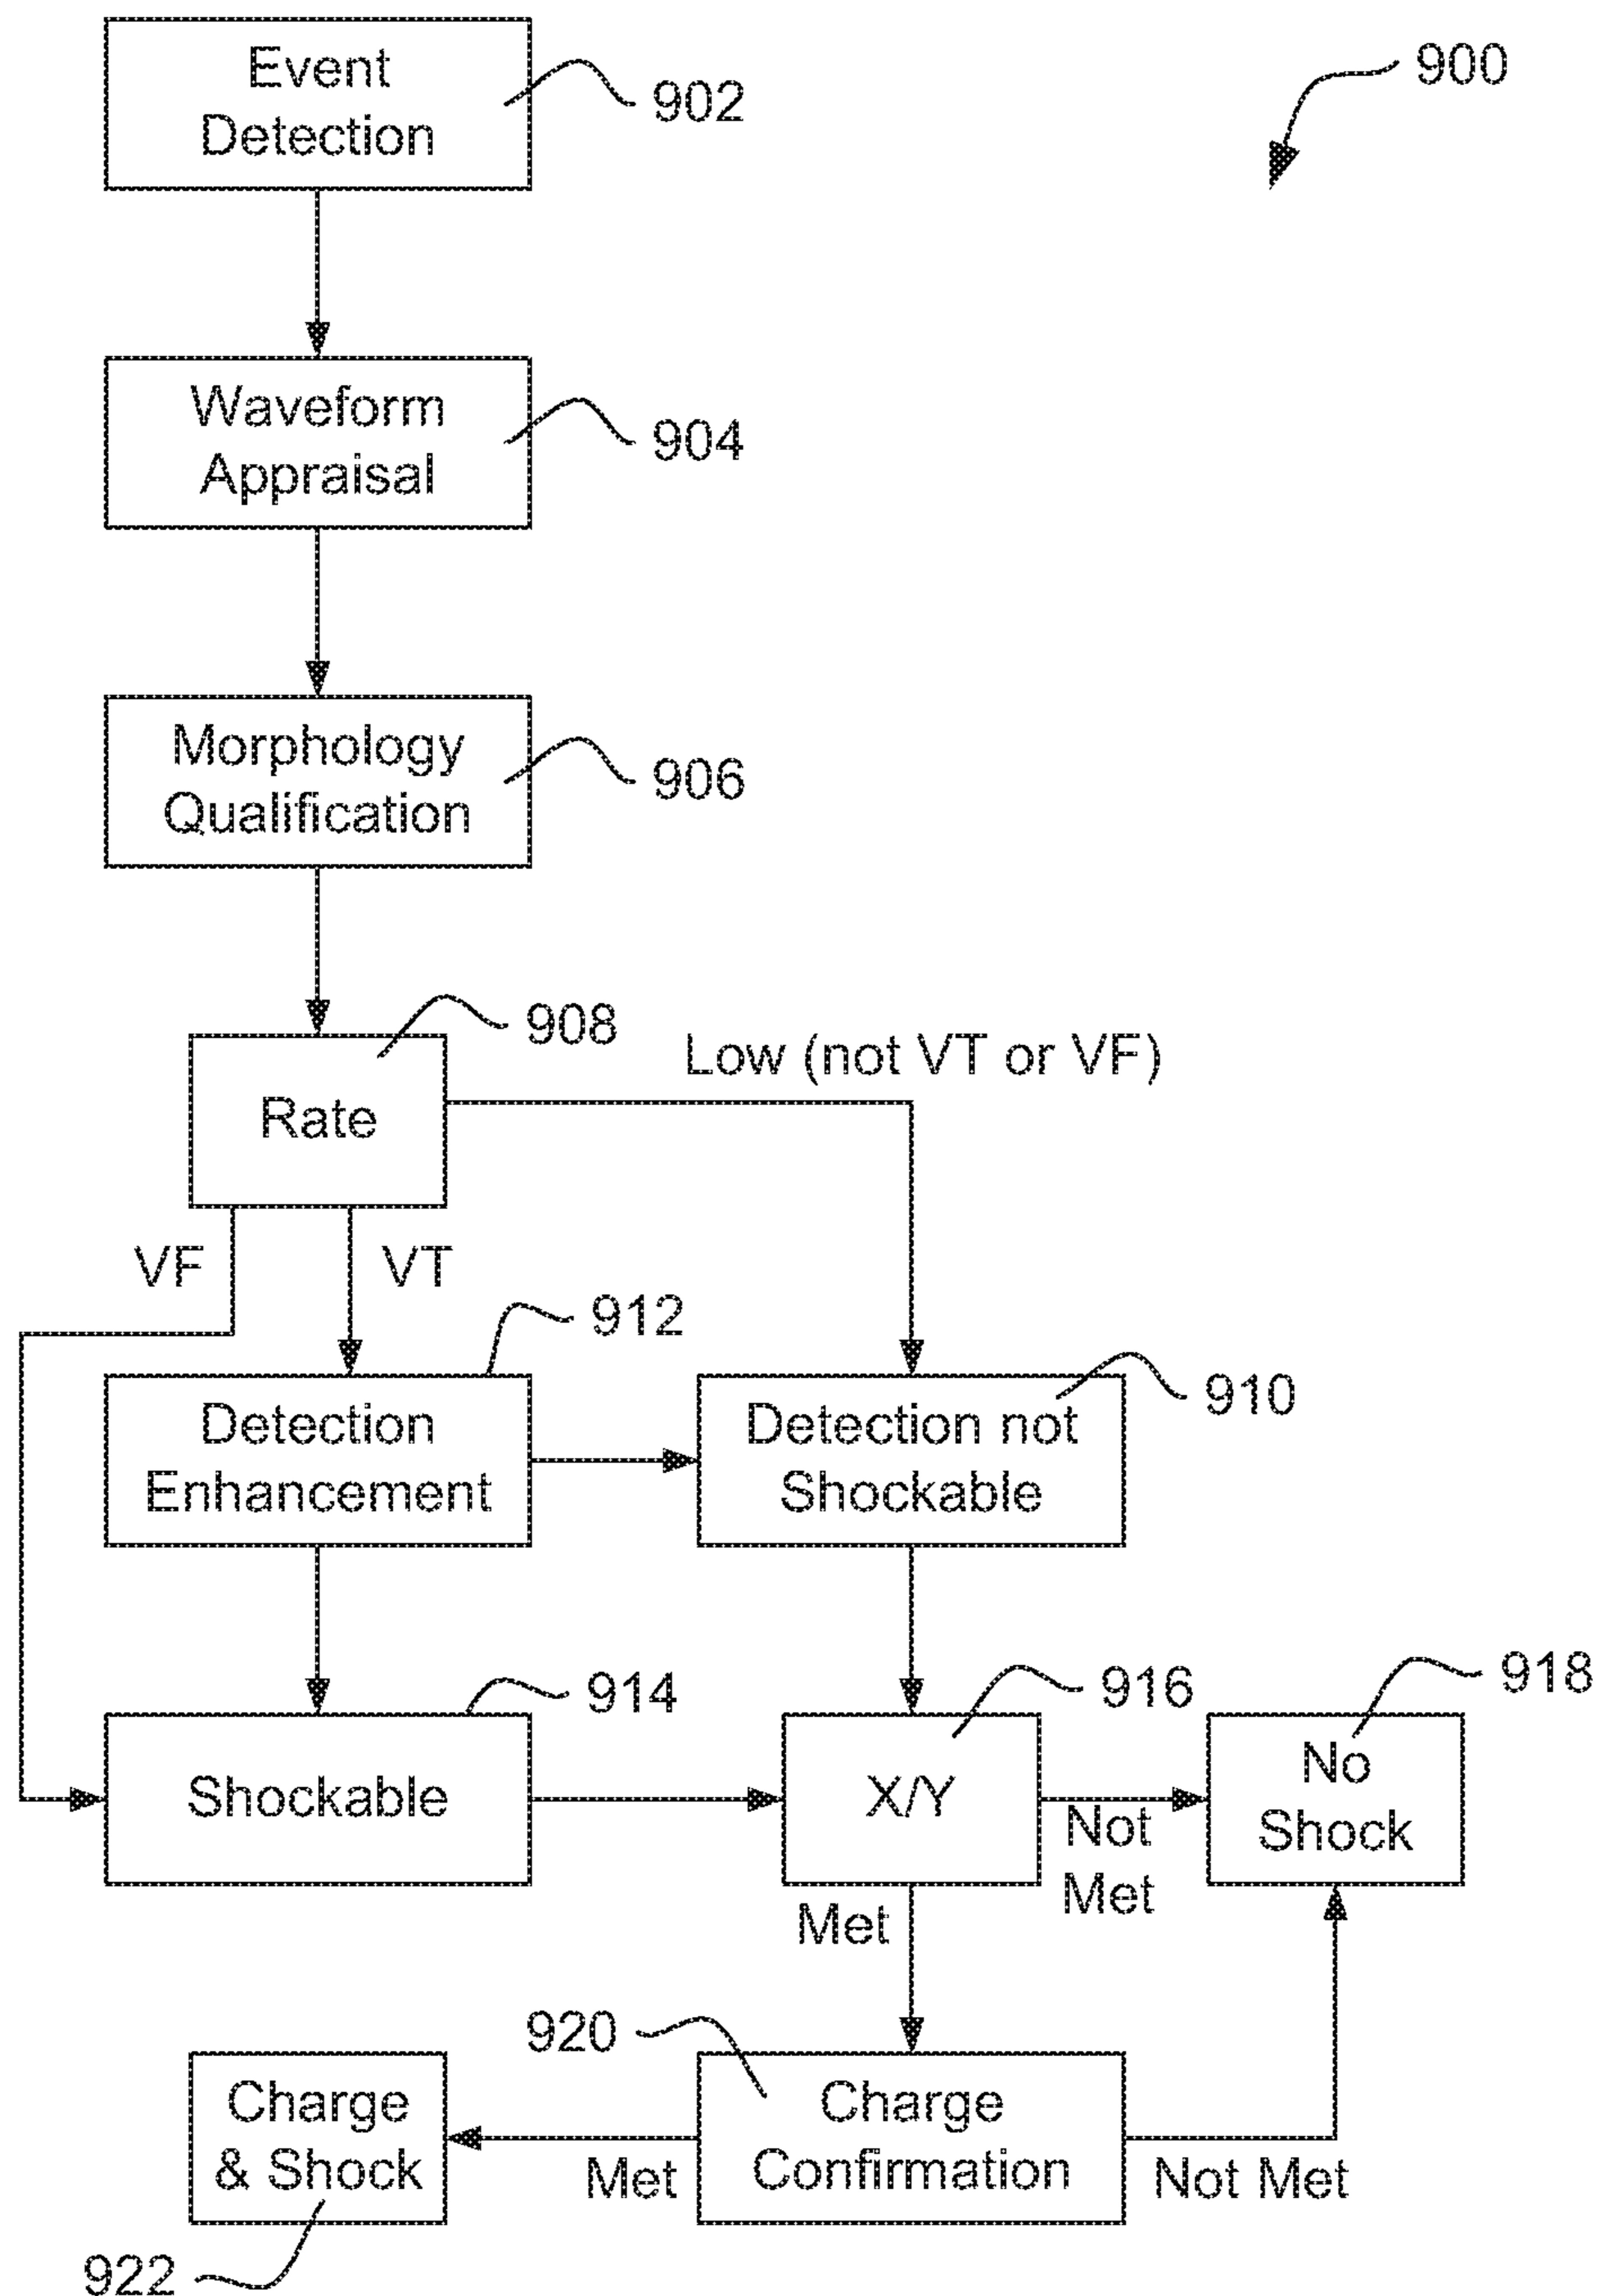 Event
Detection
902
900
Waveform
Appraisal
904
Morphology
Qualification
906
908
Rate
Low (not VT or VF)
VF
VT
912
Detection
Enhancement
Detection not
Shockable
910
914
Shockable
916
X/Y
Not
Met
918
No
Shock
Met
920
Charge
& Shock
Met
Charge
Confirmation
Not Met
922